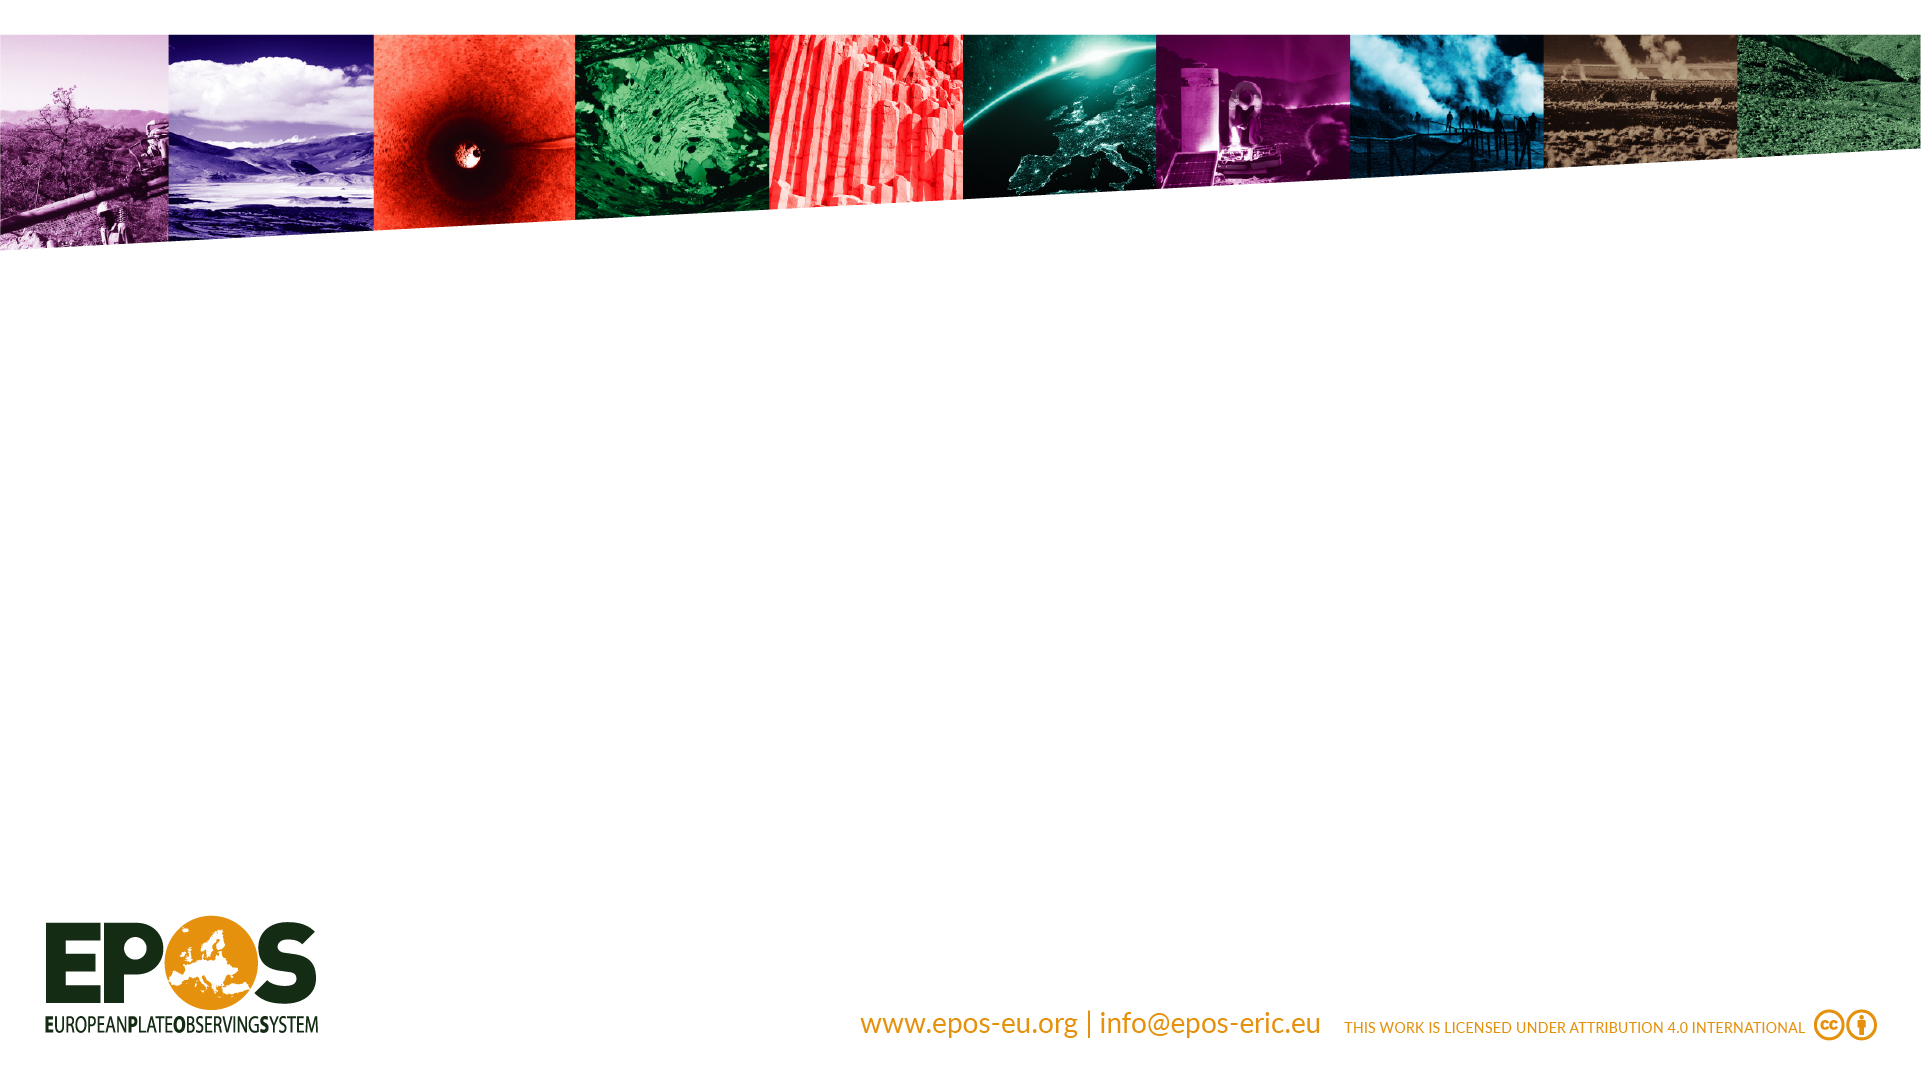 EPOS
EUROPEANPLATEOBSERVINGSYSTEM
www.epos-eu.org | info@epos-eric.eu THIS WORK IS LICENSED UNDER ATTRIBUTION 4.0 INTERNATIONAL cc